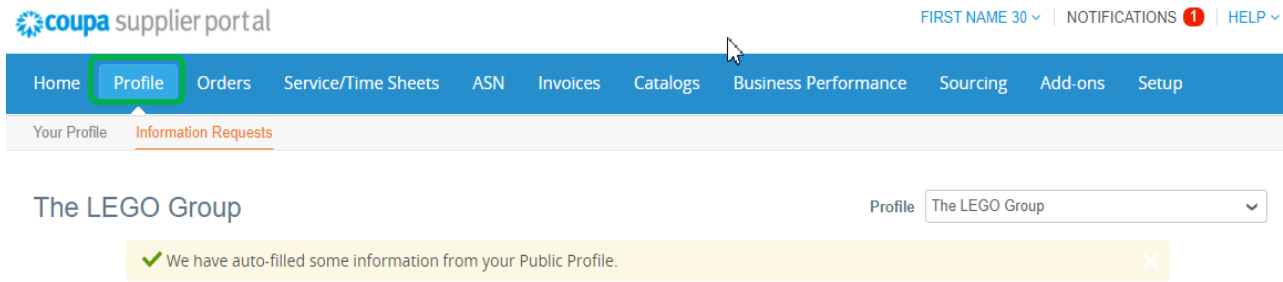 coupa supplier portal FIRST NAME 30 NOTIFICATIONS 1 HELP
Home Profile Orders Service/Time Sheets ASN Invoices Catalogs Business Performance Sourcing Add-ons Setup
Your Profile Information Requests
The LEGO Group Profile The LEGO Group
We have auto-filled some information from your Public Profile.